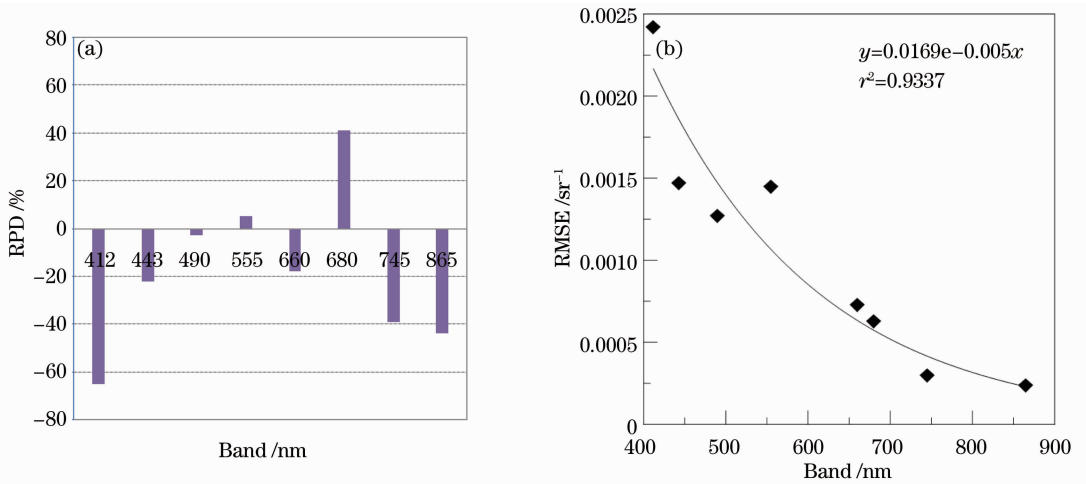 (a)
80
60
40
20
0
−20
−40
−60
−80
RPD /%
412 443 490 555 660 680 745 865
Band /nm
(b)
y=0.0169e−0.005x
r²=0.9337
0.0025
0.0020
0.0015
0.0010
0.0005
0
RMSE /sr⁻¹
400 500 600 700 800 900
Band /nm